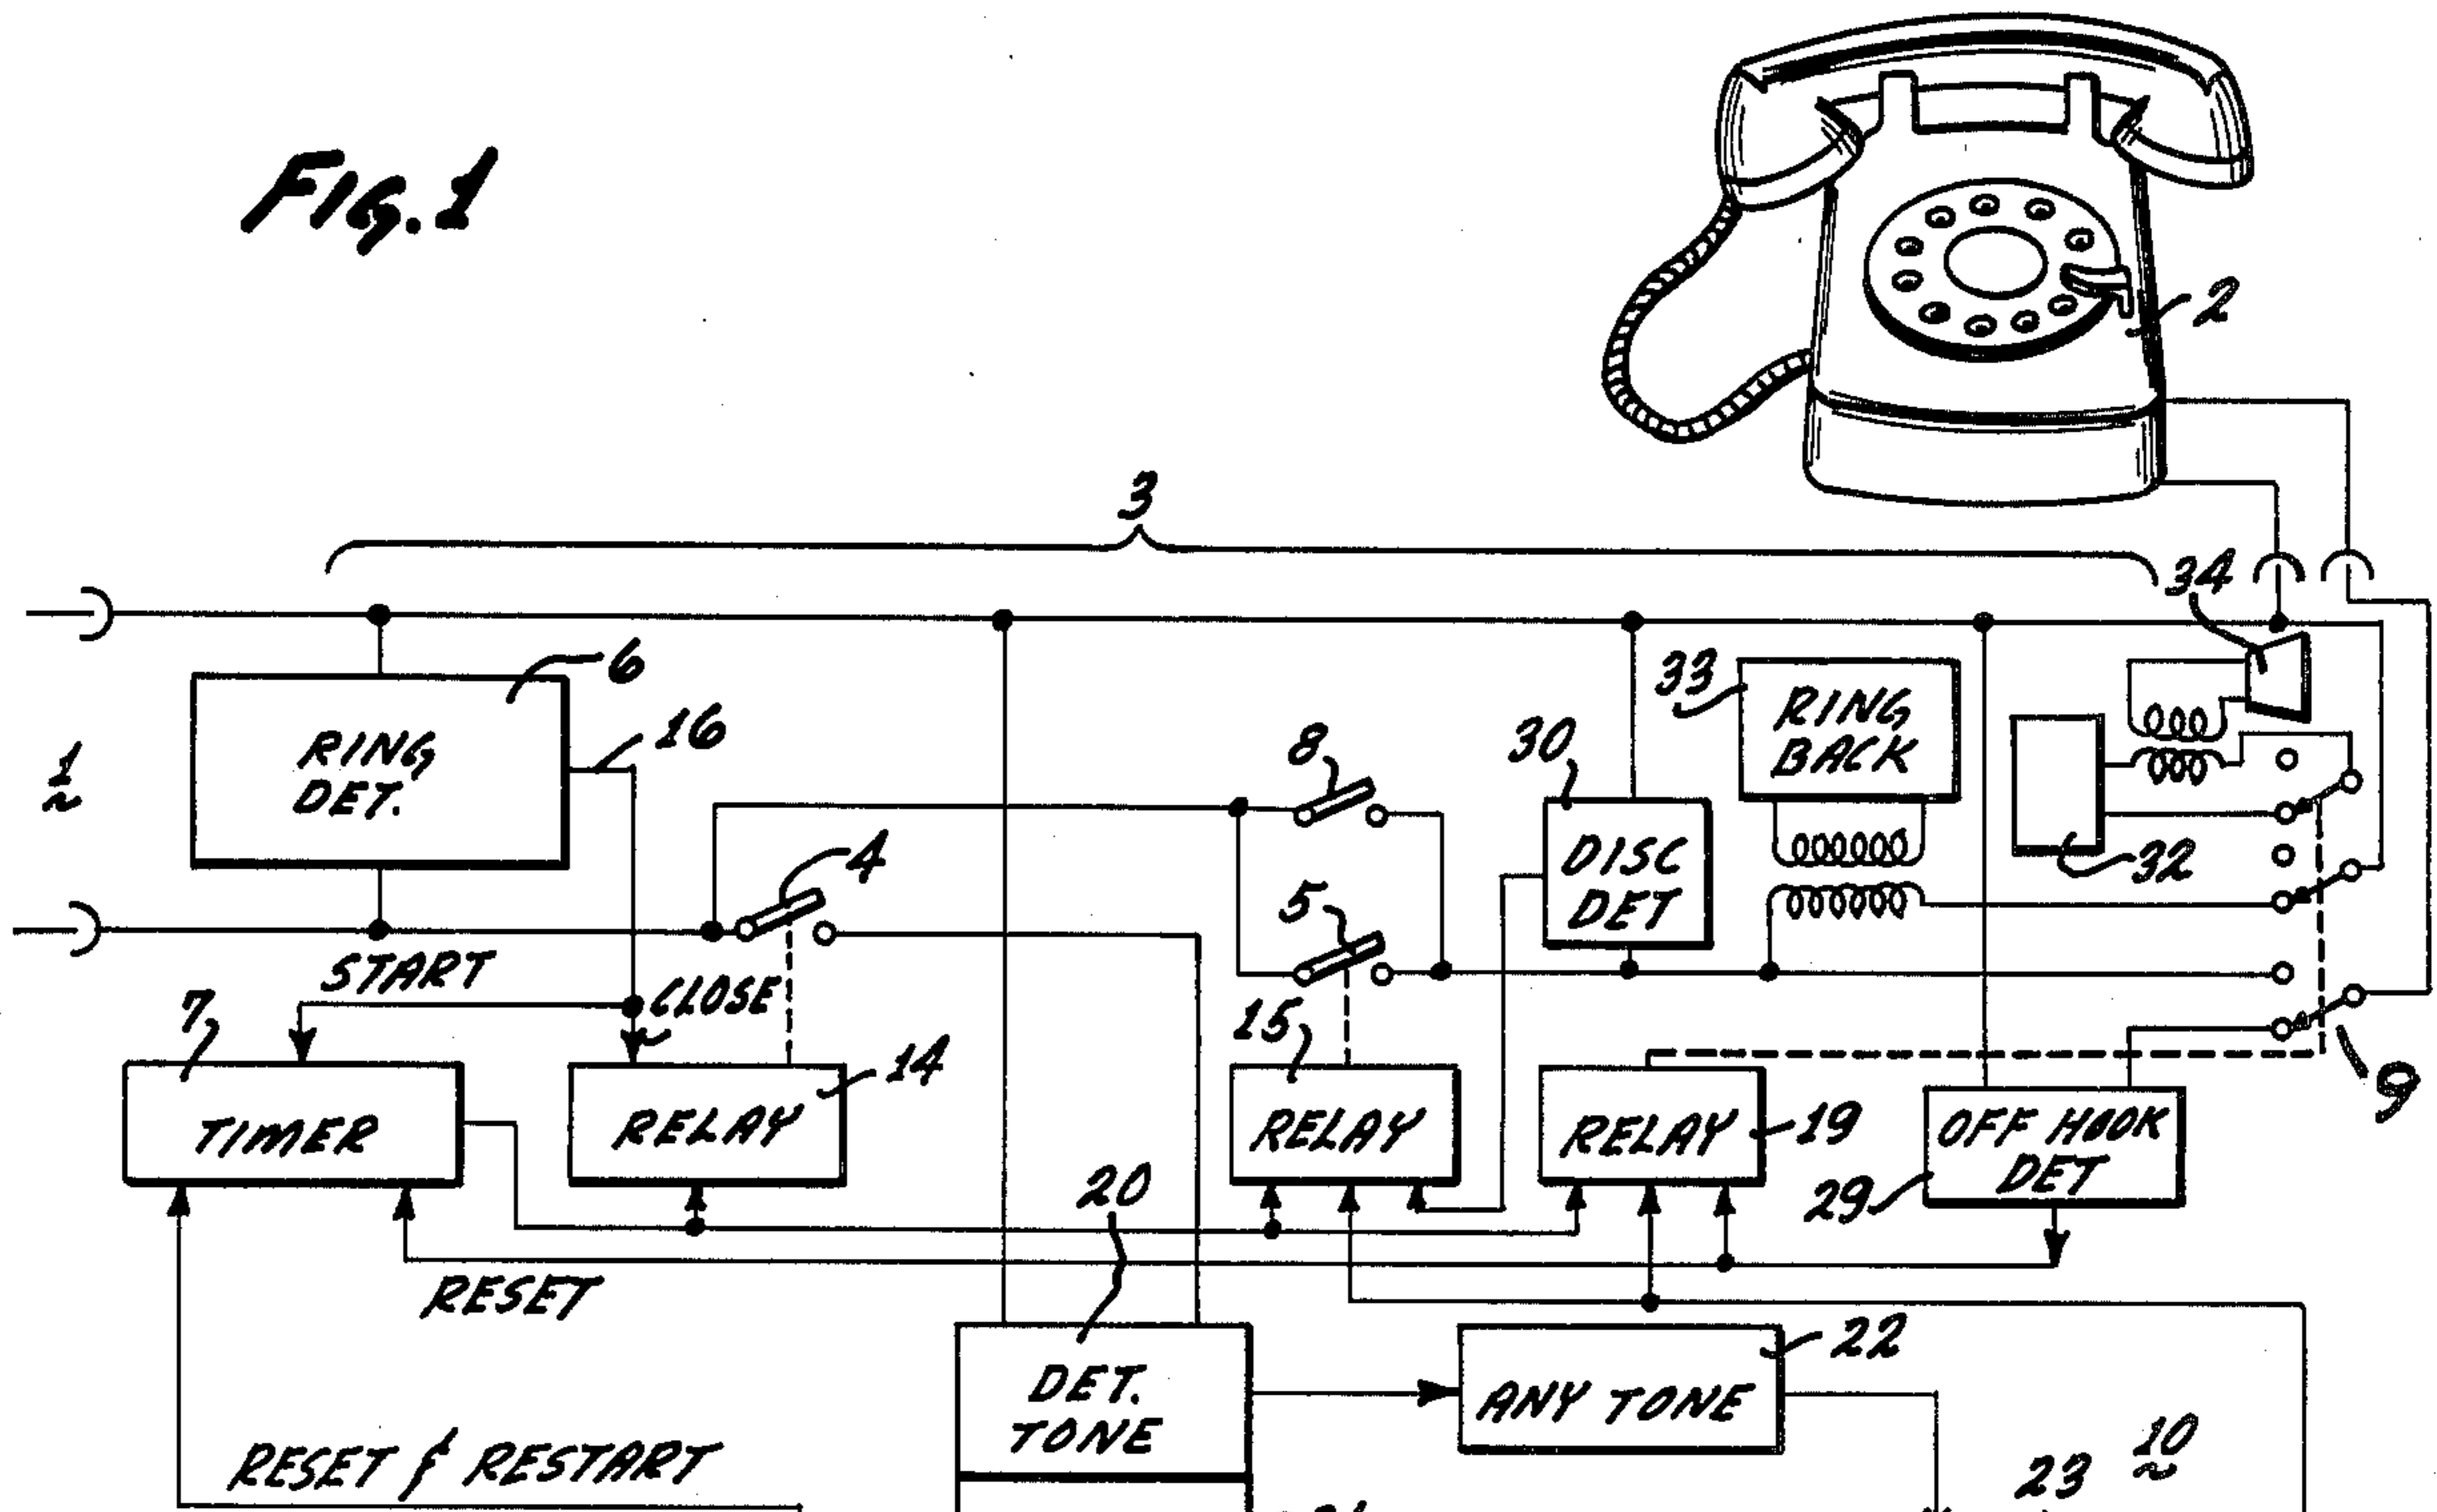 FIG. 1
2
3
34
6
33
RING
BACK
16
RING
DET.
8
30
1
4
DISC
DET
32
5
START
CLOSE
7
15
14
TIMER
RELAY
RELAY
RELAY
19
OFF HOOK
DET
9
20
29
RESET
22
DET.
TONE
ANY TONE
10
RESET & RESTART
23